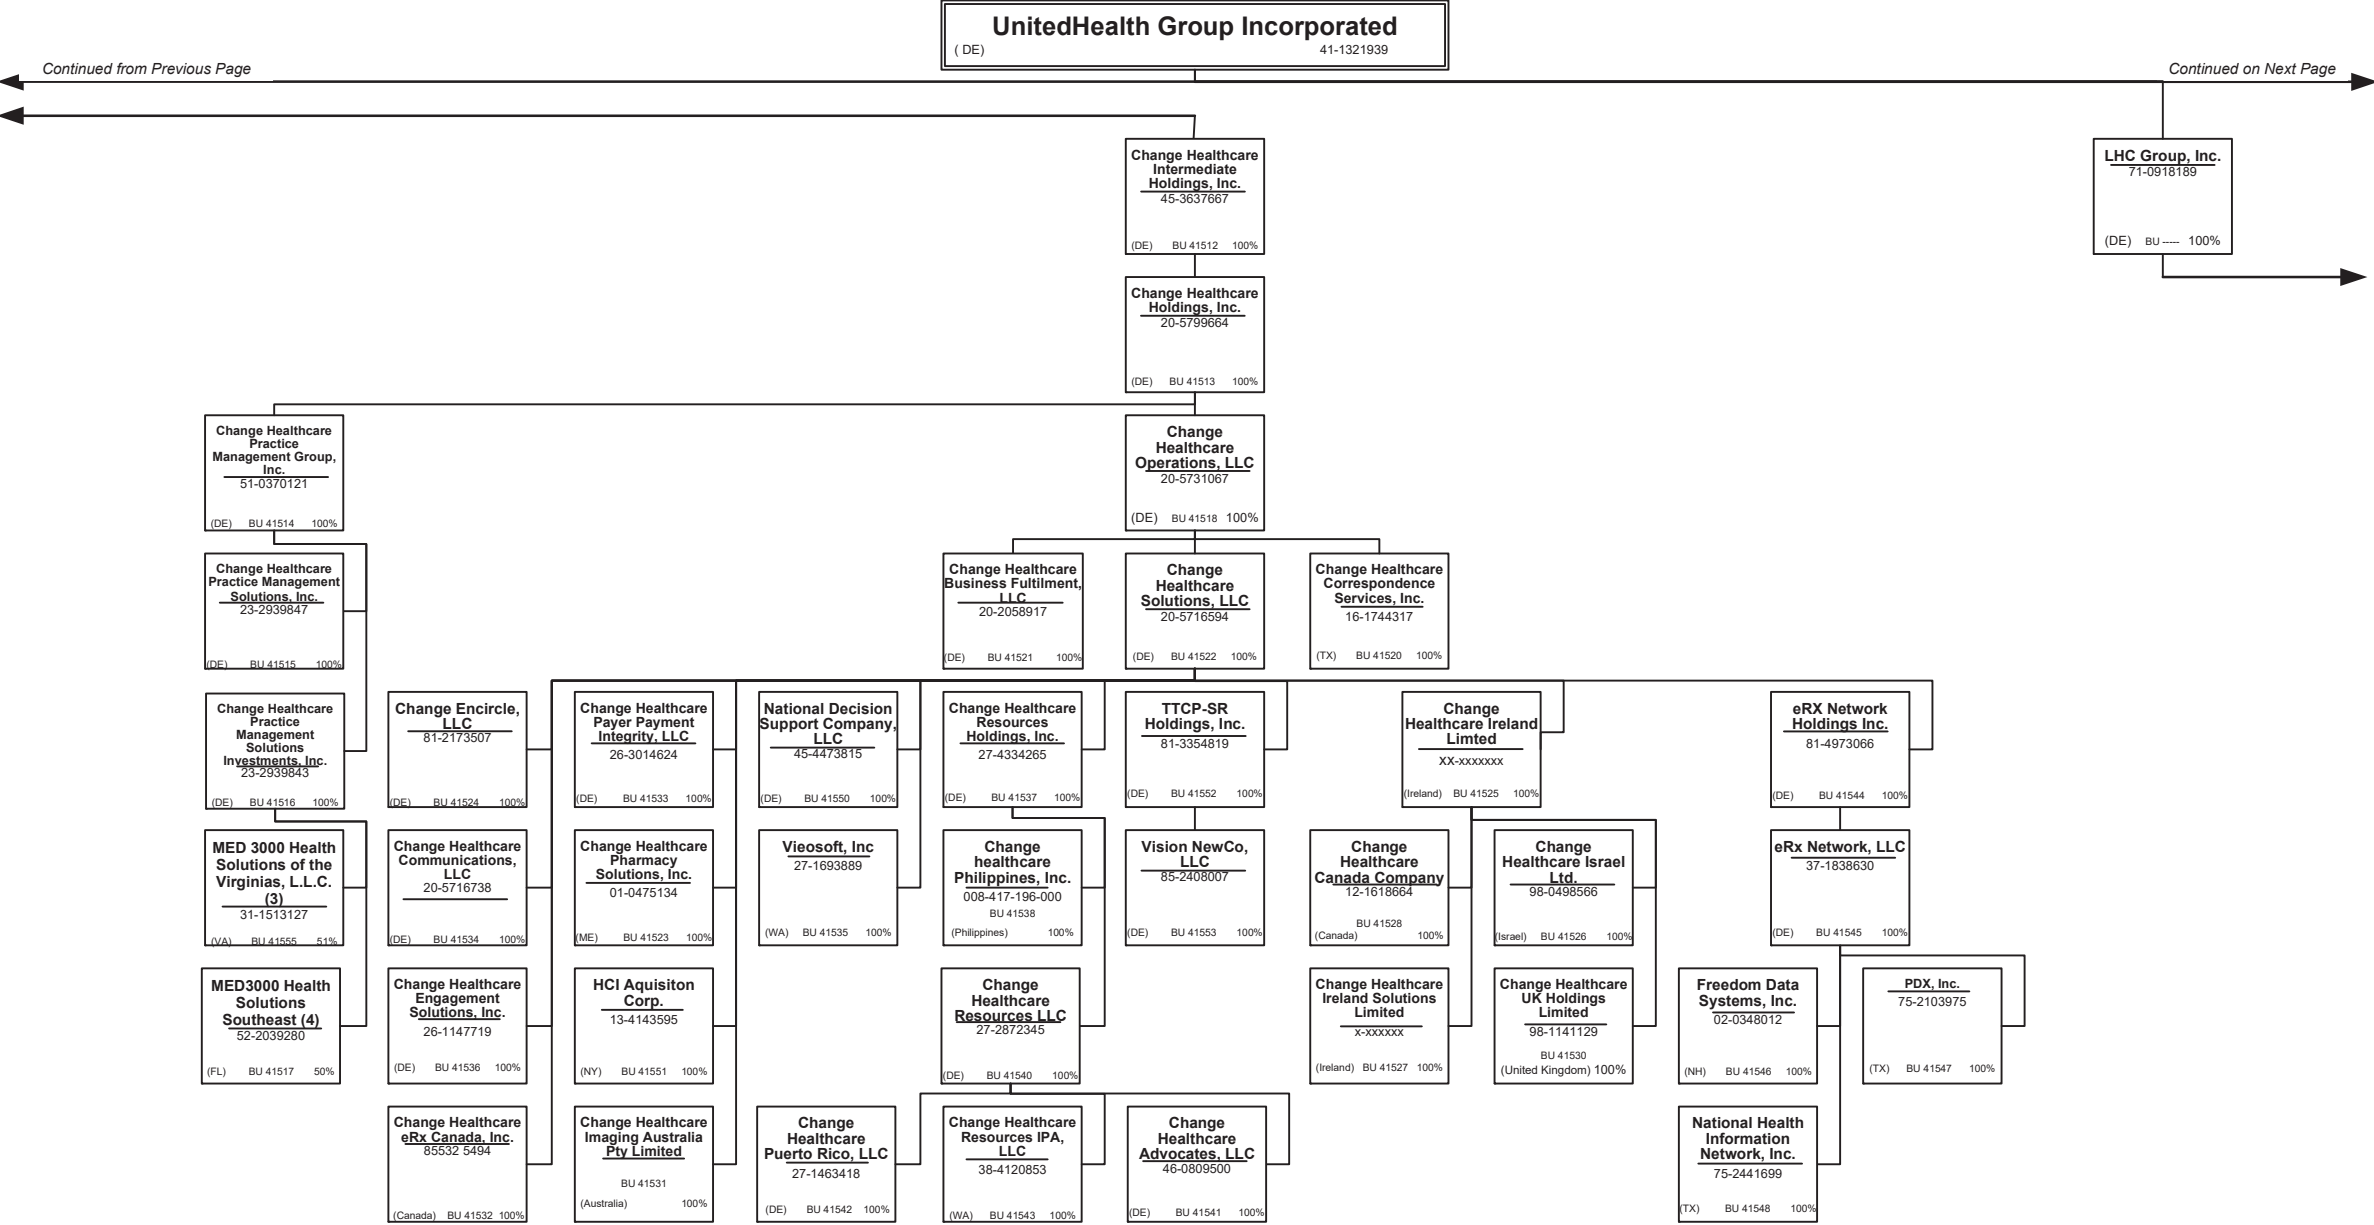 UnitedHealth Group Incorporated
( DE) 41-1321939
Continued from Previous Page
Continued on Next Page
Change Healthcare
Intermediate
Holdings, Inc.
45-3637667
(DE) BU 41512 100%
LHC Group, Inc.
71-0918189
(DE) BU ----- 100%
Change Healthcare
Holdings, Inc.
20-5799664
(DE) BU 41513 100%
Change Healthcare
Practice
Management Group,
Inc.
51-0370121
(DE) BU 41514 100%
Change
Healthcare
Operations, LLC
20-5731067
(DE) BU 41518 100%
Change Healthcare
Practice Management
Solutions, Inc.
23-2939847
(DE) BU 41515 100%
Change Healthcare
Business Fultilment,
LLC
20-2058917
(DE) BU 41521 100%
Change
Healthcare
Solutions, LLC
20-5716594
(DE) BU 41522 100%
Change Healthcare
Correspondence
Services, Inc.
16-1744317
(TX) BU 41520 100%
Change Healthcare
Practice
Management
Solutions
Investments, Inc.
23-2939843
(DE) BU 41516 100%
Change Encircle,
LLC
81-2173507
(DE) BU 41524 100%
Change Healthcare
Payer Payment
Integrity, LLC
26-3014624
(DE) BU 41533 100%
National Decision
Support Company,
LLC
45-4473815
(DE) BU 41550 100%
Change Healthcare
Resources
Holdings, Inc.
27-4334265
(DE) BU 41537 100%
TTCP-SR
Holdings, Inc.
81-3354819
(DE) BU 41552 100%
Change
Healthcare Ireland
Limted
XX-xxxxxxx
(Ireland) BU 41525 100%
eRX Network
Holdings Inc.
81-4973066
(DE) BU 41544 100%
MED 3000 Health
Solutions of the
Virginias, L.L.C.
(3)
31-1513127
(VA) BU 41555 51%
Change Healthcare
Communications,
LLC
20-5716738
(DE) BU 41534 100%
Change Healthcare
Pharmacy
Solutions, Inc.
01-0475134
(ME) BU 41523 100%
Vieosoft, Inc
27-1693889
(WA) BU 41535 100%
Change
healthcare
Philippines, Inc.
008-417-196-000
BU 41538
(Philippines) 100%
Vision NewCo,
LLC
85-2408007
(DE) BU 41553 100%
Change
Healthcare
Canada Company
12-1618664
BU 41528
(Canada) 100%
Change
Healthcare Israel
Ltd.
98-0498566
(Israel) BU 41526 100%
eRx Network, LLC
37-1838630
(DE) BU 41545 100%
MED3000 Health
Solutions
Southeast (4)
52-2039280
(FL) BU 41517 50%
Change Healthcare
Engagement
Solutions, Inc.
26-1147719
(DE) BU 41536 100%
HCI Aquisiton
Corp.
13-4143595
(NY) BU 41551 100%
Change
Healthcare
Resources LLC
27-2872345
(DE) BU 41540 100%
Change Healthcare
Ireland Solutions
Limited
x-xxxxxx
(Ireland) BU 41527 100%
Change Healthcare
UK Holdings
Limited
98-1141129
BU 41530
(United Kingdom) 100%
Freedom Data
Systems, Inc.
02-0348012
(NH) BU 41546 100%
PDX, Inc.
75-2103975
(TX) BU 41547 100%
Change Healthcare
eRx Canada, Inc.
85532 5494
(Canada) BU 41532 100%
Change Healthcare
Imaging Australia
Pty Limited
BU 41531
(Australia) 100%
Change
Healthcare
Puerto Rico, LLC
27-1463418
(DE) BU 41542 100%
Change Healthcare
Resources IPA,
LLC
38-4120853
(WA) BU 41543 100%
Change
Healthcare
Advocates, LLC
46-0809500
(DE) BU 41541 100%
National Health
Information
Network, Inc.
75-2441699
(TX) BU 41548 100%